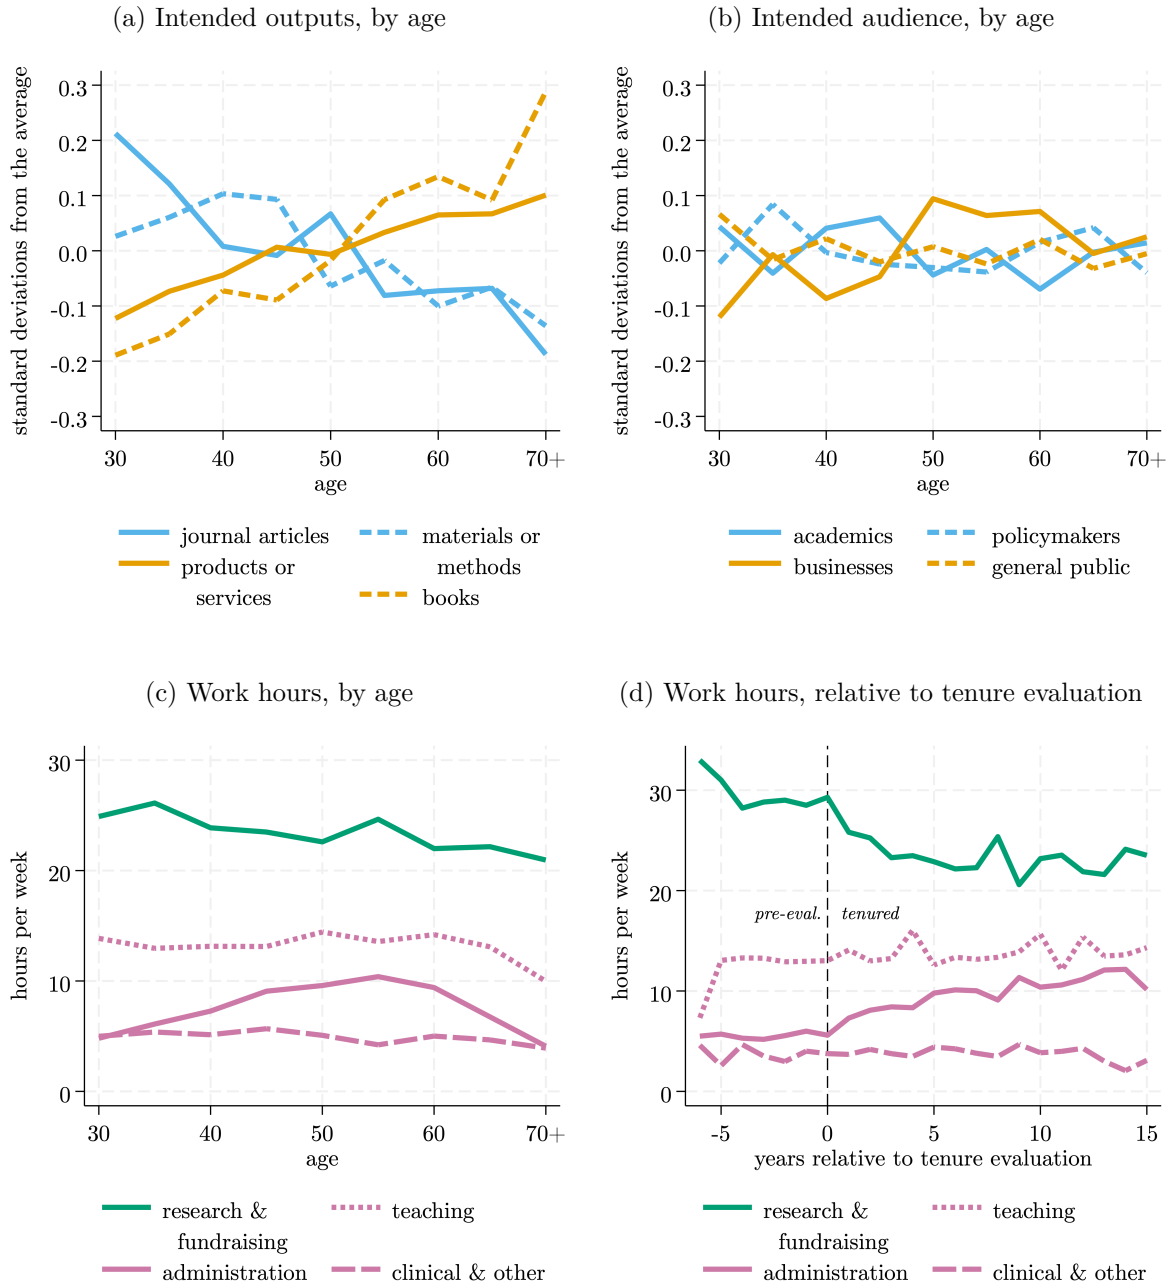 (a) Intended outputs, by age
standard deviations from the average
0.3
0.2
0.1
0.0
-0.1
-0.2
-0.3
30 40 50 60 70+
age
journal articles
materials or methods
products or services
books
(b) Intended audience, by age
standard deviations from the average
0.3
0.2
0.1
0.0
-0.1
-0.2
-0.3
30 40 50 60 70+
age
academics
policymakers
businesses
general public
(c) Work hours, by age
hours per week
30
20
10
0
30 40 50 60 70+
age
research & fundraising
teaching
administration
clinical & other
(d) Work hours, relative to tenure evaluation
hours per week
30
20
10
0
pre-eval. tenured
-5 0 5 10 15
years relative to tenure evaluation
research & fundraising
teaching
administration
clinical & other